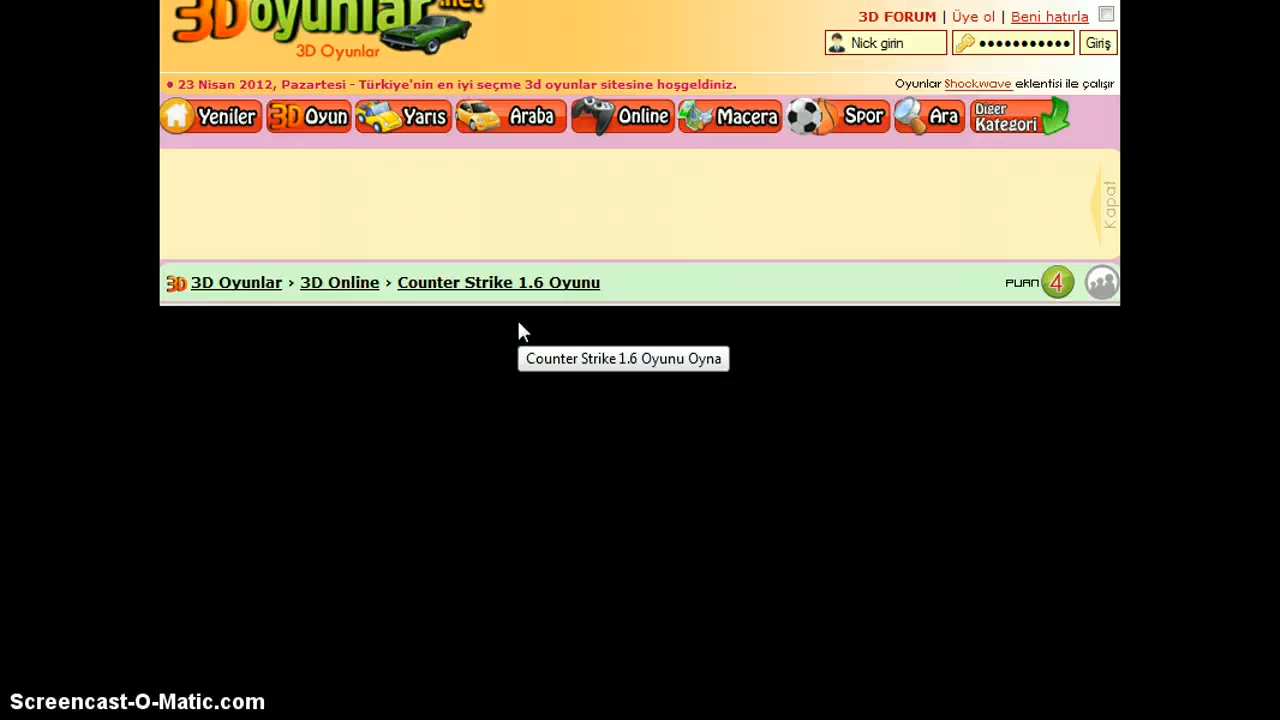 3Doyunlar.net
3D Oyunlar
3D FORUM | Üye ol | Beni hatırla
Nick girin
••••••••••• Giriş
• 23 Nisan 2012, Pazartesi - Türkiye'nin en iyi seçme 3d oyunlar sitesine hoşgeldiniz.
Oyunlar Shockwave eklentisi ile çalışır
Yeniler 3D Oyun Yarıs Araba Online Macera Spor Ara Diger Kategori
Kapat
3D 3D Oyunlar › 3D Online › Counter Strike 1.6 Oyunu
PUAN 4
Counter Strike 1.6 Oyunu Oyna
Screencast-O-Matic.com